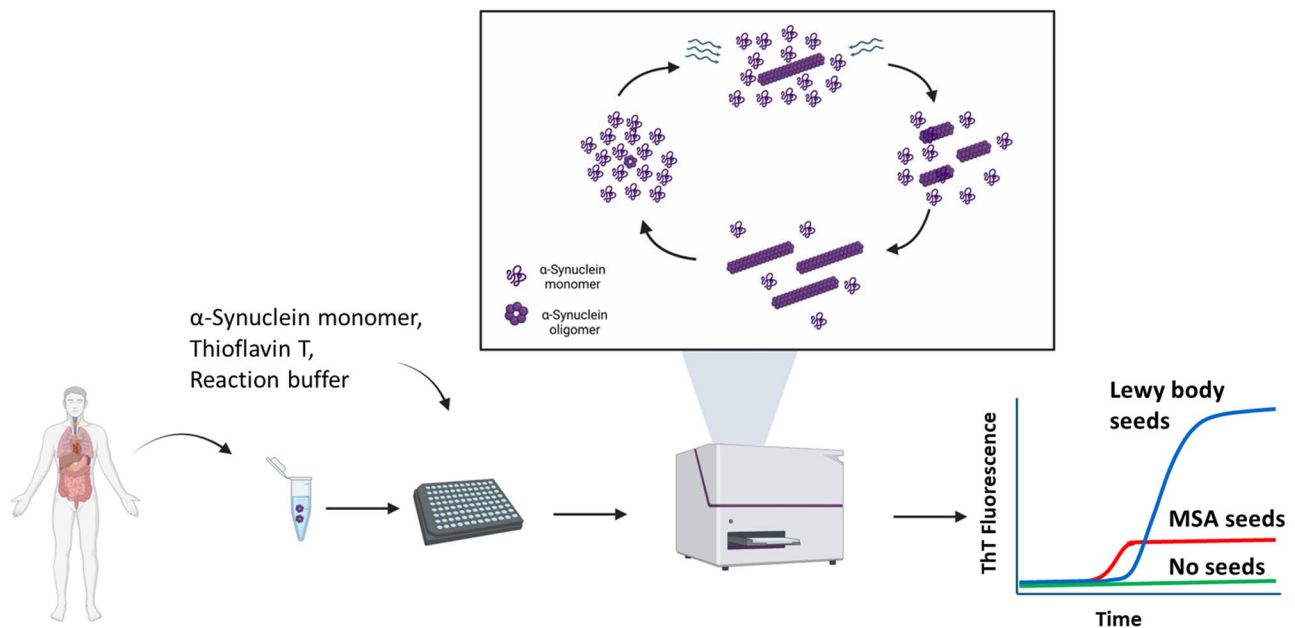 α-Synuclein
monomer
α-Synuclein
oligomer
α-Synuclein monomer,
Thioflavin T,
Reaction buffer
ThT Fluorescence
Lewy body
seeds
MSA seeds
No seeds
Time